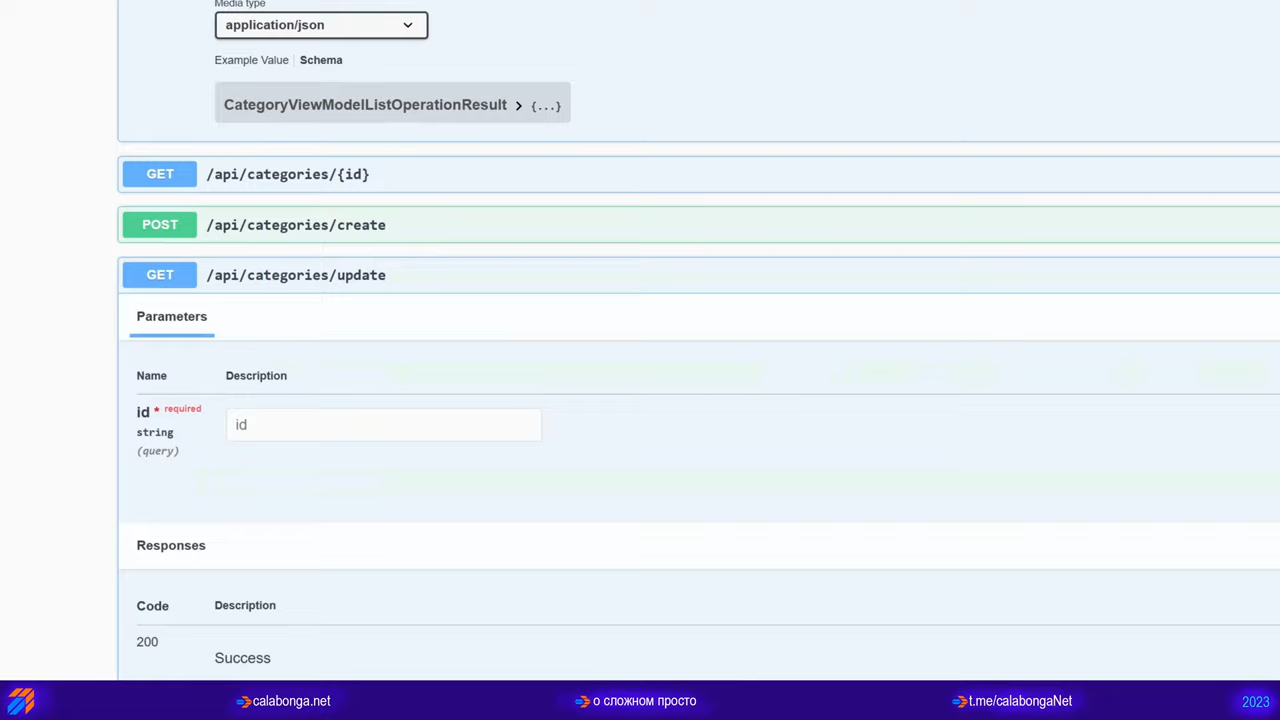 Media type
application/json
Example Value Schema
CategoryViewModelListOperationResult > {...}
GET /api/categories/{id}
POST /api/categories/create
GET /api/categories/update
Parameters
Name Description
id * required
string
(query)
id
Responses
Code Description
200
Success
calabonga.net о сложном просто t.me/calabongaNet 2023